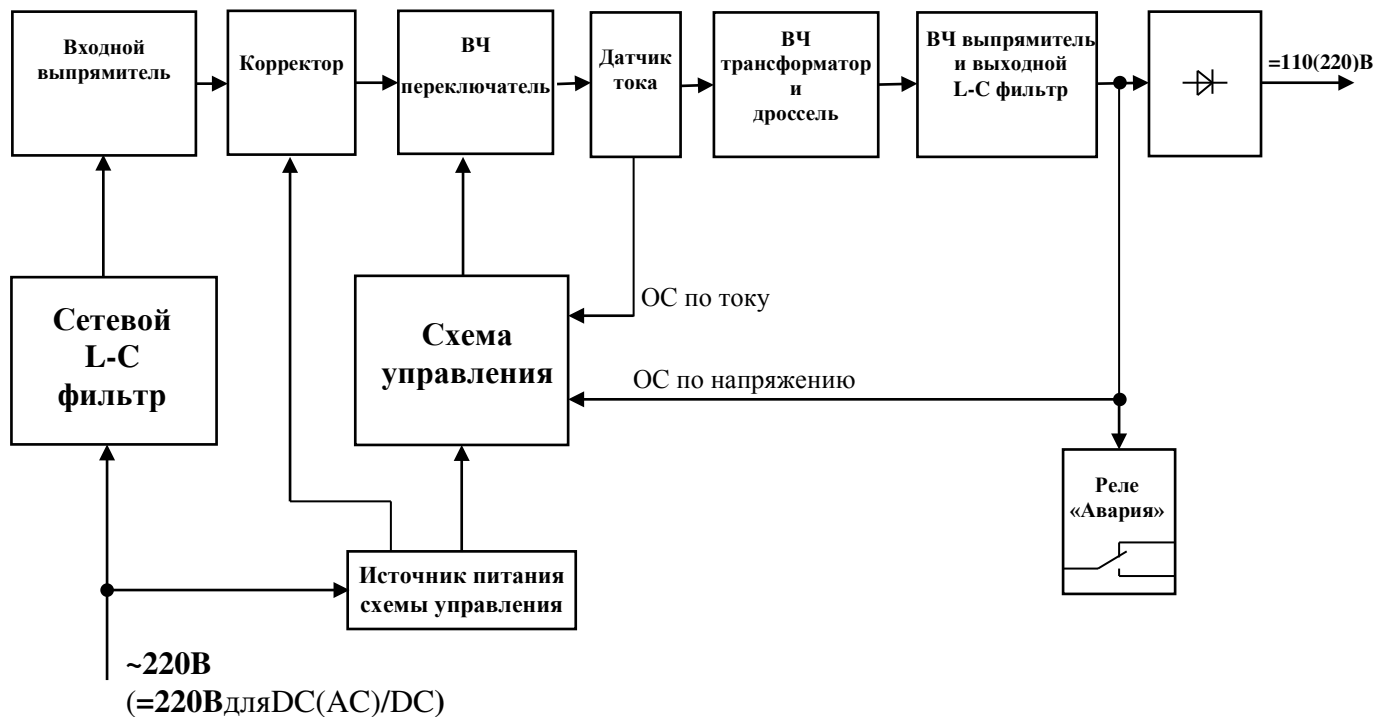 Входной
выпрямитель
Корректор
ВЧ
переключатель
Датчик
тока
ВЧ
трансформатор
и
дроссель
ВЧ выпрямитель
и выходной
L-C фильтр
=110(220)В
Сетевой
L-C
фильтр
Схема
управления
ОС по току
ОС по напряжению
Реле
«Авария»
Источник питания
схемы управления
~220В
(=220ВдляDC(AC)/DC)